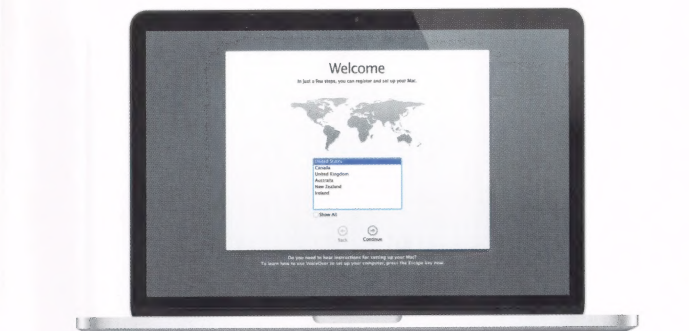 Welcome
In just a few steps, you can register and set up your Mac.
United States
Canada
United Kingdom
Australia
New Zealand
Ireland
Show All
Back
Continue
Do you need to hear instructions for setting up your Mac?
To learn how to use VoiceOver to set up your computer, press the Escape key now.